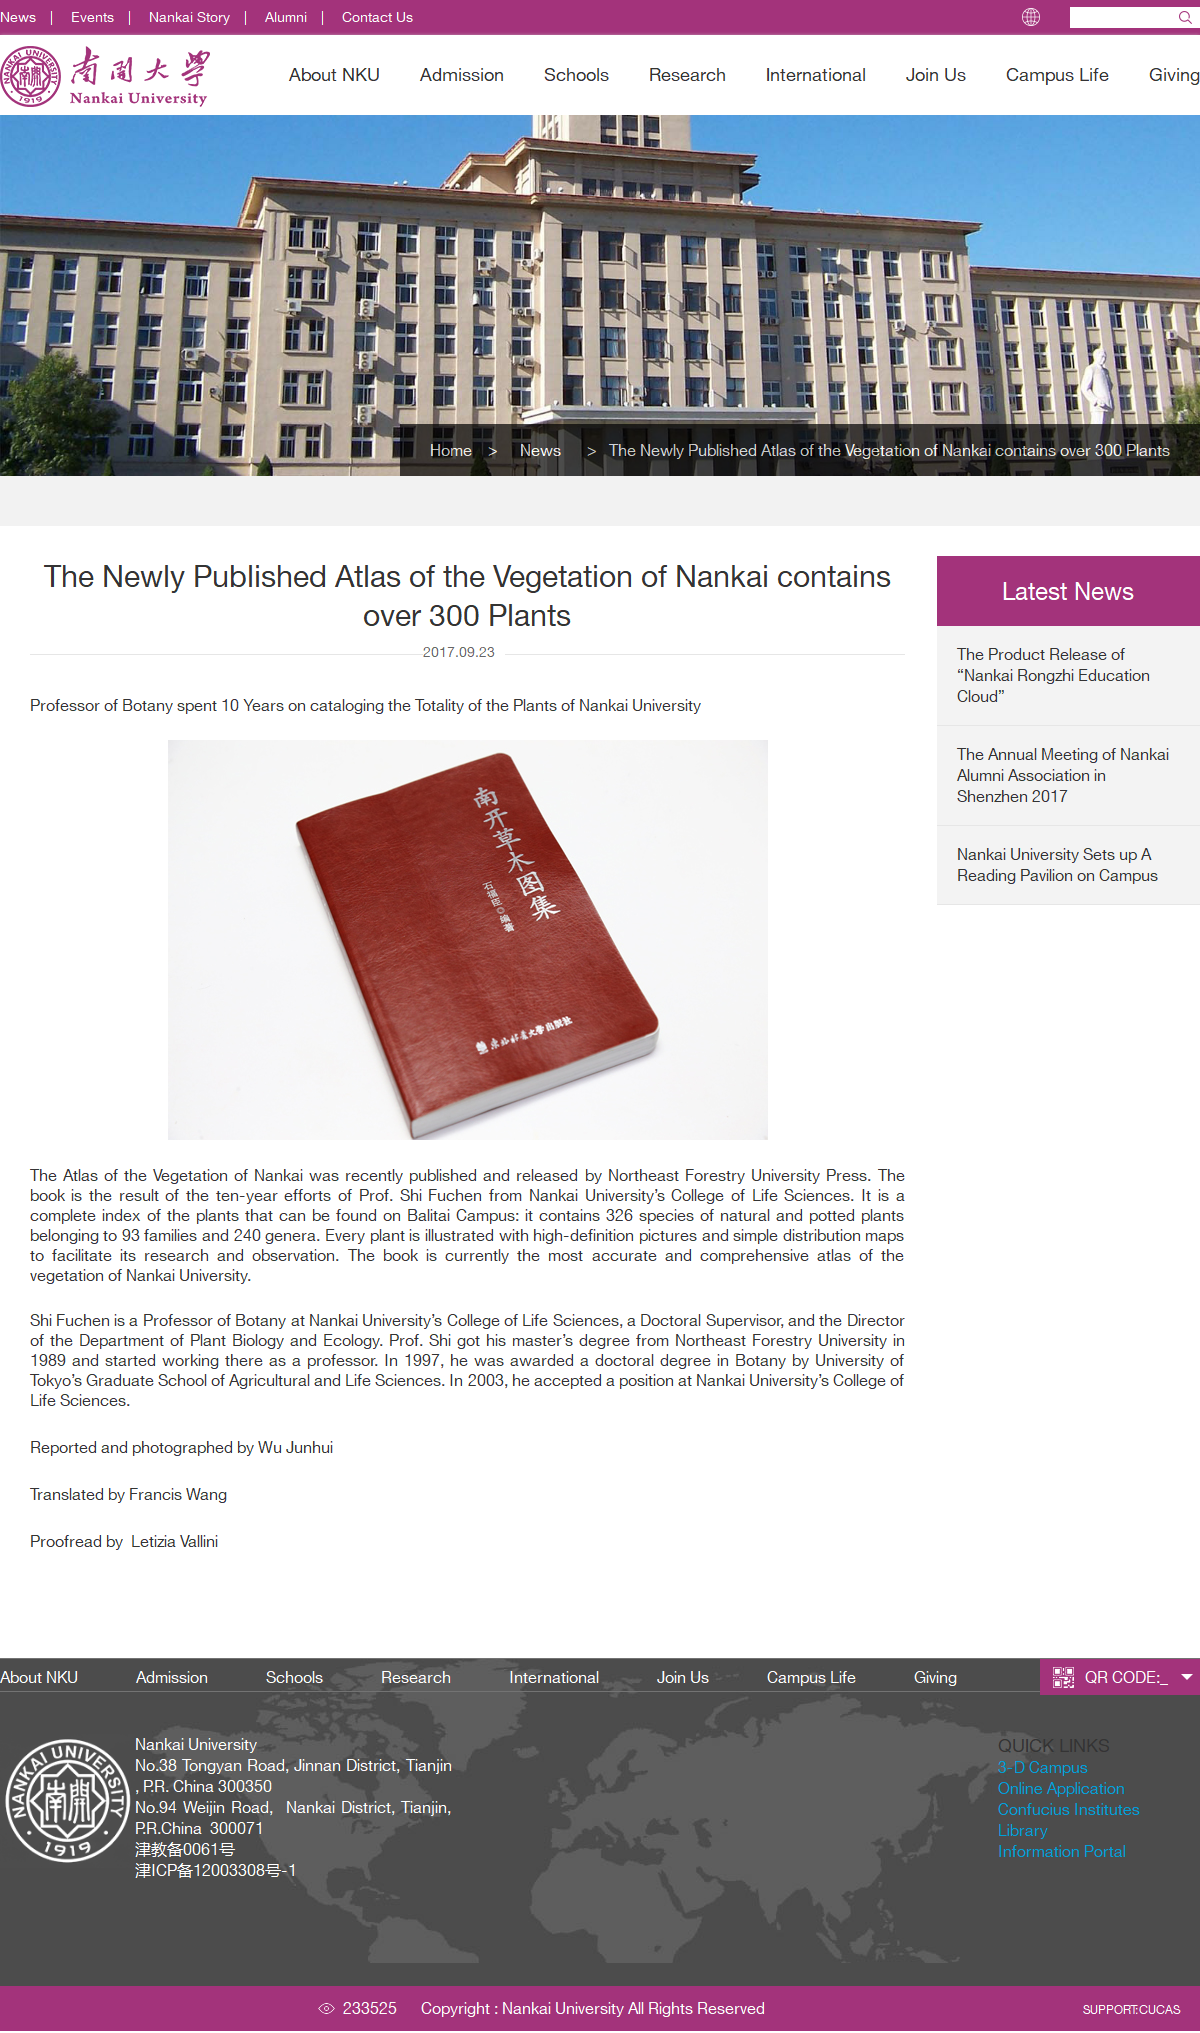 News | Events | Nankai Story | Alumni | Contact Us
NANKAI UNIVERSITY
南開
1919
南開大學
Nankai University
About NKU Admission Schools Research International Join Us Campus Life Giving
Home > News > The Newly Published Atlas of the Vegetation of Nankai contains over 300 Plants
The Newly Published Atlas of the Vegetation of Nankai contains
over 300 Plants
2017.09.23
Professor of Botany spent 10 Years on cataloging the Totality of the Plants of Nankai University
南开草木图集
石福臣◎编著
东北林业大学出版社
The Atlas of the Vegetation of Nankai was recently published and released by Northeast Forestry University Press. The
book is the result of the ten-year efforts of Prof. Shi Fuchen from Nankai University’s College of Life Sciences. It is a
complete index of the plants that can be found on Balitai Campus: it contains 326 species of natural and potted plants
belonging to 93 families and 240 genera. Every plant is illustrated with high-definition pictures and simple distribution maps
to facilitate its research and observation. The book is currently the most accurate and comprehensive atlas of the
vegetation of Nankai University.
Shi Fuchen is a Professor of Botany at Nankai University’s College of Life Sciences, a Doctoral Supervisor, and the Director
of the Department of Plant Biology and Ecology. Prof. Shi got his master’s degree from Northeast Forestry University in
1989 and started working there as a professor. In 1997, he was awarded a doctoral degree in Botany by University of
Tokyo’s Graduate School of Agricultural and Life Sciences. In 2003, he accepted a position at Nankai University’s College of
Life Sciences.
Reported and photographed by Wu Junhui
Translated by Francis Wang
Proofread by  Letizia Vallini
Latest News
The Product Release of
“Nankai Rongzhi Education
Cloud”
The Annual Meeting of Nankai
Alumni Association in
Shenzhen 2017
Nankai University Sets up A
Reading Pavilion on Campus
About NKU Admission Schools Research International Join Us Campus Life Giving
QR CODE:_
NANKAI UNIVERSITY
南開
1919
Nankai University
No.38 Tongyan Road, Jinnan District, Tianjin
, P.R. China 300350
No.94 Weijin Road,  Nankai District, Tianjin,
P.R.China  300071
津教备0061号
津ICP备12003308号-1
QUICK LINKS
3-D Campus
Online Application
Confucius Institutes
Library
Information Portal
233525
Copyright : Nankai University All Rights Reserved
SUPPORT:CUCAS